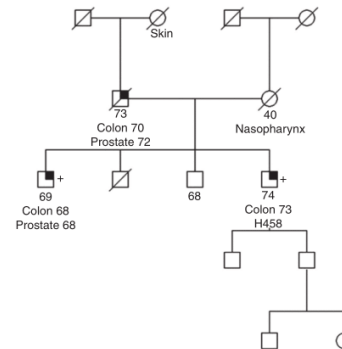 Skin
73
Colon 70
Prostate 72
40
Nasopharynx
+
69
Colon 68
Prostate 68
68
+
74
Colon 73
H458